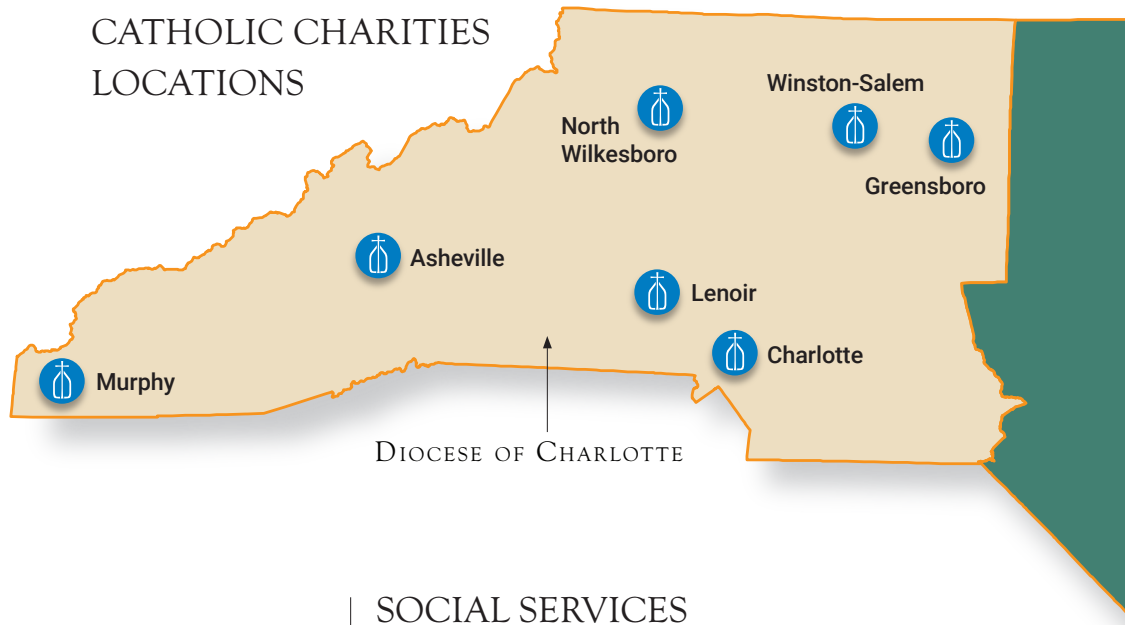 CATHOLIC CHARITIES
LOCATIONS
Winston-Salem
North
Wilkesboro
Greensboro
Asheville
Lenoir
Charlotte
Murphy
DIOCESE OF CHARLOTTE
SOCIAL SERVICES